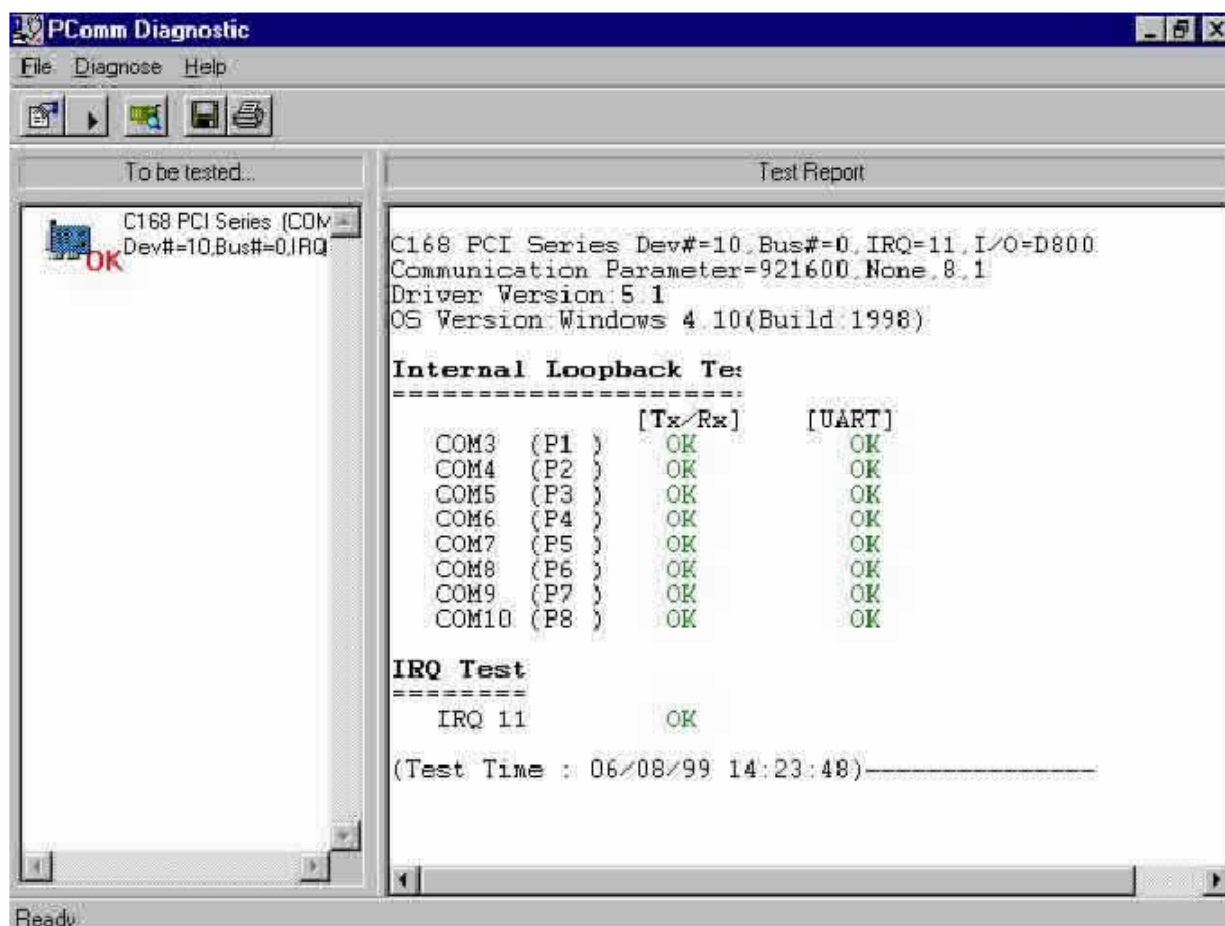 PComm Diagnostic
File Diagnose Help
To be tested...
Test Report
C168 PCI Series (COM
Dev#=10,Bus#=0,IRQ
OK
C168 PCI Series Dev#=10,Bus#=0,IRQ=11,I/O=D800
Communication Parameter=921600,None,8,1
Driver Version:5.1
OS Version:Windows 4.10(Build:1998)
Internal Loopback Tes
=====================
[Tx/Rx] [UART]
COM3 (P1 ) OK OK
COM4 (P2 ) OK OK
COM5 (P3 ) OK OK
COM6 (P4 ) OK OK
COM7 (P5 ) OK OK
COM8 (P6 ) OK OK
COM9 (P7 ) OK OK
COM10 (P8 ) OK OK
IRQ Test
========
IRQ 11 OK
(Test Time : 06/08/99 14:23:48)----------------
Ready